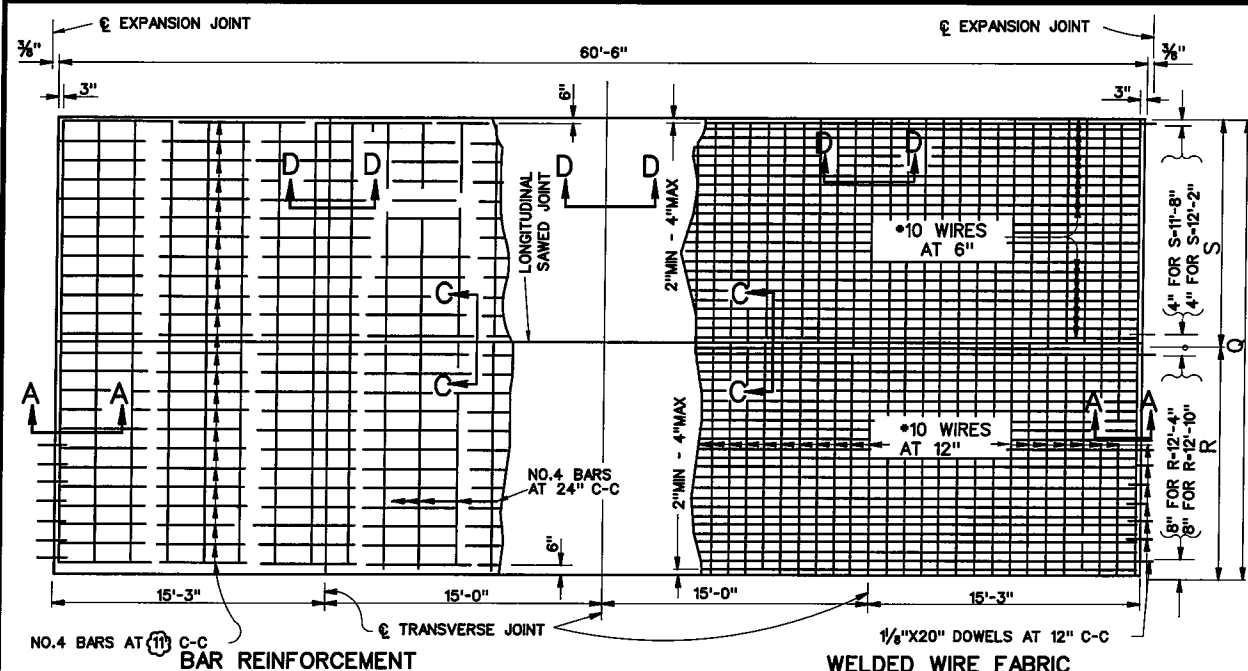 ℄ EXPANSION JOINT
℄ EXPANSION JOINT
3/8"
60'-6"
3/8"
3"
6"
3"
D D
D D
D D
LONGITUDINAL
SAWED JOINT
2"MIN - 4"MAX
•10 WIRES
AT 6"
4" FOR S=11'-8"
4" FOR S=12'-2"
S
Q
C
C
C
C
A A
A A
•10 WIRES
AT 12"
NO.4 BARS
AT 24" C-C
2"MIN - 4"MAX
8" FOR R=12'-4"
8" FOR R=12'-10"
R
6"
15'-3"
15'-0"
15'-0"
15'-3"
NO.4 BARS AT 11" C-C
℄ TRANSVERSE JOINT
1 1/8"X20" DOWELS AT 12" C-C
BAR REINFORCEMENT
WELDED WIRE FABRIC